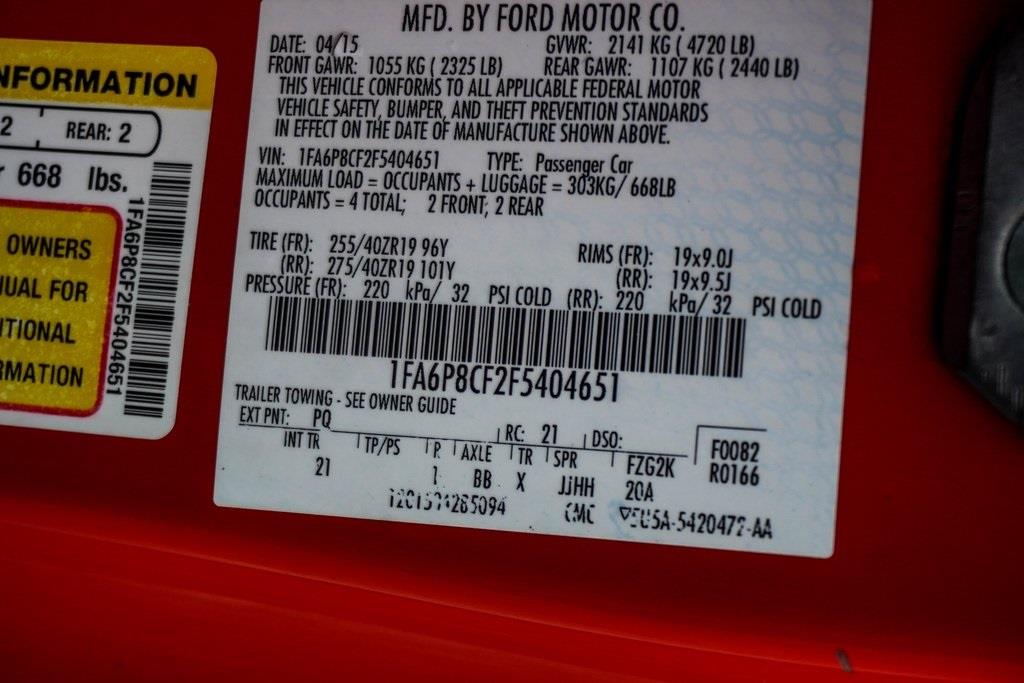 NFORMATION
2 REAR: 2
668 lbs.
OWNERS
UAL FOR
ITIONAL
RMATION
1FA6P8CF2F5404651
MFD. BY FORD MOTOR CO.
DATE: 04/15 GVWR: 2141 KG ( 4720 LB)
FRONT GAWR: 1055 KG ( 2325 LB) REAR GAWR: 1107 KG ( 2440 LB)
THIS VEHICLE CONFORMS TO ALL APPLICABLE FEDERAL MOTOR
VEHICLE SAFETY, BUMPER, AND THEFT PREVENTION STANDARDS
IN EFFECT ON THE DATE OF MANUFACTURE SHOWN ABOVE.
VIN: 1FA6P8CF2F5404651 TYPE: Passenger Car
MAXIMUM LOAD = OCCUPANTS + LUGGAGE = 303KG/ 668LB
OCCUPANTS = 4 TOTAL; 2 FRONT; 2 REAR
TIRE (FR): 255/40ZR19 96Y RIMS (FR): 19x9.0J
(RR): 275/40ZR19 101Y (RR): 19x9.5J
PRESSURE (FR): 220 kPa/ 32 PSI COLD (RR): 220 kPa/ 32 PSI COLD
1FA6P8CF2F5404651
TRAILER TOWING - SEE OWNER GUIDE
EXT PNT: PQ RC: 21 DSO: F0082
INT TR TP/PS R AXLE TR SPR FZG2K R0166
21 1 BB X JJHH 20A
CMC 5U5A-5420472-AA